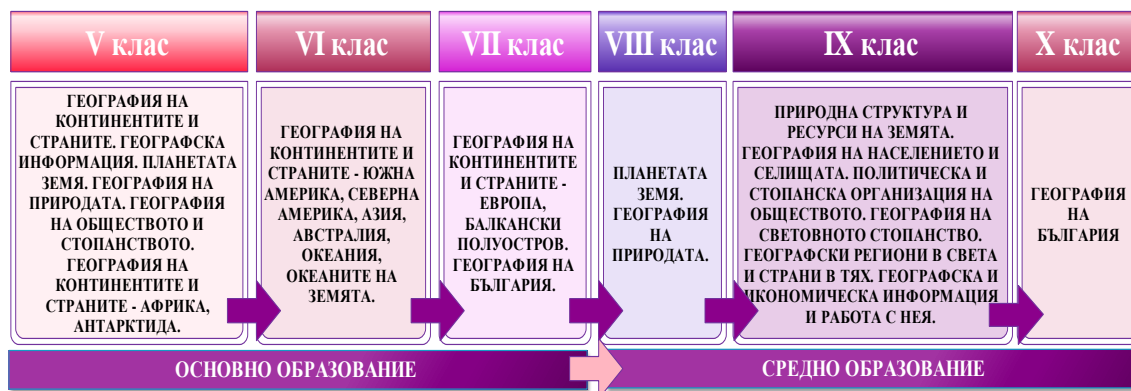 V клас
VI клас
VII клас
VIII клас
IX клас
X клас
ГЕОГРАФИЯ НА
КОНТИНЕНТИТЕ И
СТРАНИТЕ. ГЕОГРАФСКА
ИНФОРМАЦИЯ. ПЛАНЕТАТА
ЗЕМЯ. ГЕОГРАФИЯ НА
ПРИРОДАТА. ГЕОГРАФИЯ
НА ОБЩЕСТВОТО И
СТОПАНСТВОТО.
ГЕОГРАФИЯ НА
КОНТИНЕНТИТЕ И
СТРАНИТЕ - АФРИКА,
АНТАРКТИДА.
ГЕОГРАФИЯ НА
КОНТИНЕНТИТЕ И
СТРАНИТЕ - ЮЖНА
АМЕРИКА, СЕВЕРНА
АМЕРИКА, АЗИЯ,
АВСТРАЛИЯ,
ОКЕАНИЯ,
ОКЕАНИТЕ НА
ЗЕМЯТА.
ГЕОГРАФИЯ НА
КОНТИНЕНТИТЕ
И СТРАНИТЕ -
ЕВРОПА,
БАЛКАНСКИ
ПОЛУОСТРОВ.
ГЕОГРАФИЯ НА
БЪЛГАРИЯ.
ПЛАНЕТАТА
ЗЕМЯ.
ГЕОГРАФИЯ
НА
ПРИРОДАТА.
ПРИРОДНА СТРУКТУРА И
РЕСУРСИ НА ЗЕМЯТА.
ГЕОГРАФИЯ НА НАСЕЛЕНИЕТО И
СЕЛИЩАТА. ПОЛИТИЧЕСКА И
СТОПАНСКА ОРГАНИЗАЦИЯ НА
ОБЩЕСТВОТО. ГЕОГРАФИЯ НА
СВЕТОВНОТО СТОПАНСТВО.
ГЕОГРАФСКИ РЕГИОНИ В СВЕТА
И СТРАНИ В ТЯХ. ГЕОГРАФСКА И
ИКОНОМИЧЕСКА ИНФОРМАЦИЯ
И РАБОТА С НЕЯ.
ГЕОГРАФИЯ
НА
БЪЛГАРИЯ
ОСНОВНО ОБРАЗОВАНИЕ
СРЕДНО ОБРАЗОВАНИЕ